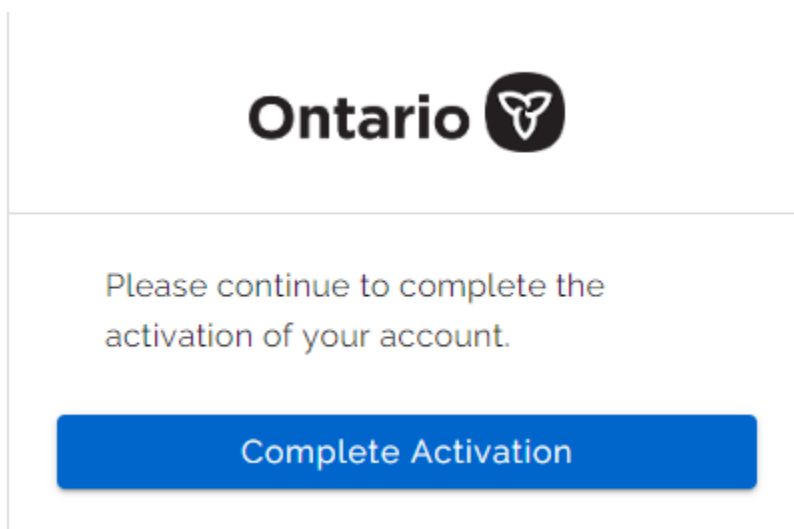 Ontario
Please continue to complete the
activation of your account.
Complete Activation